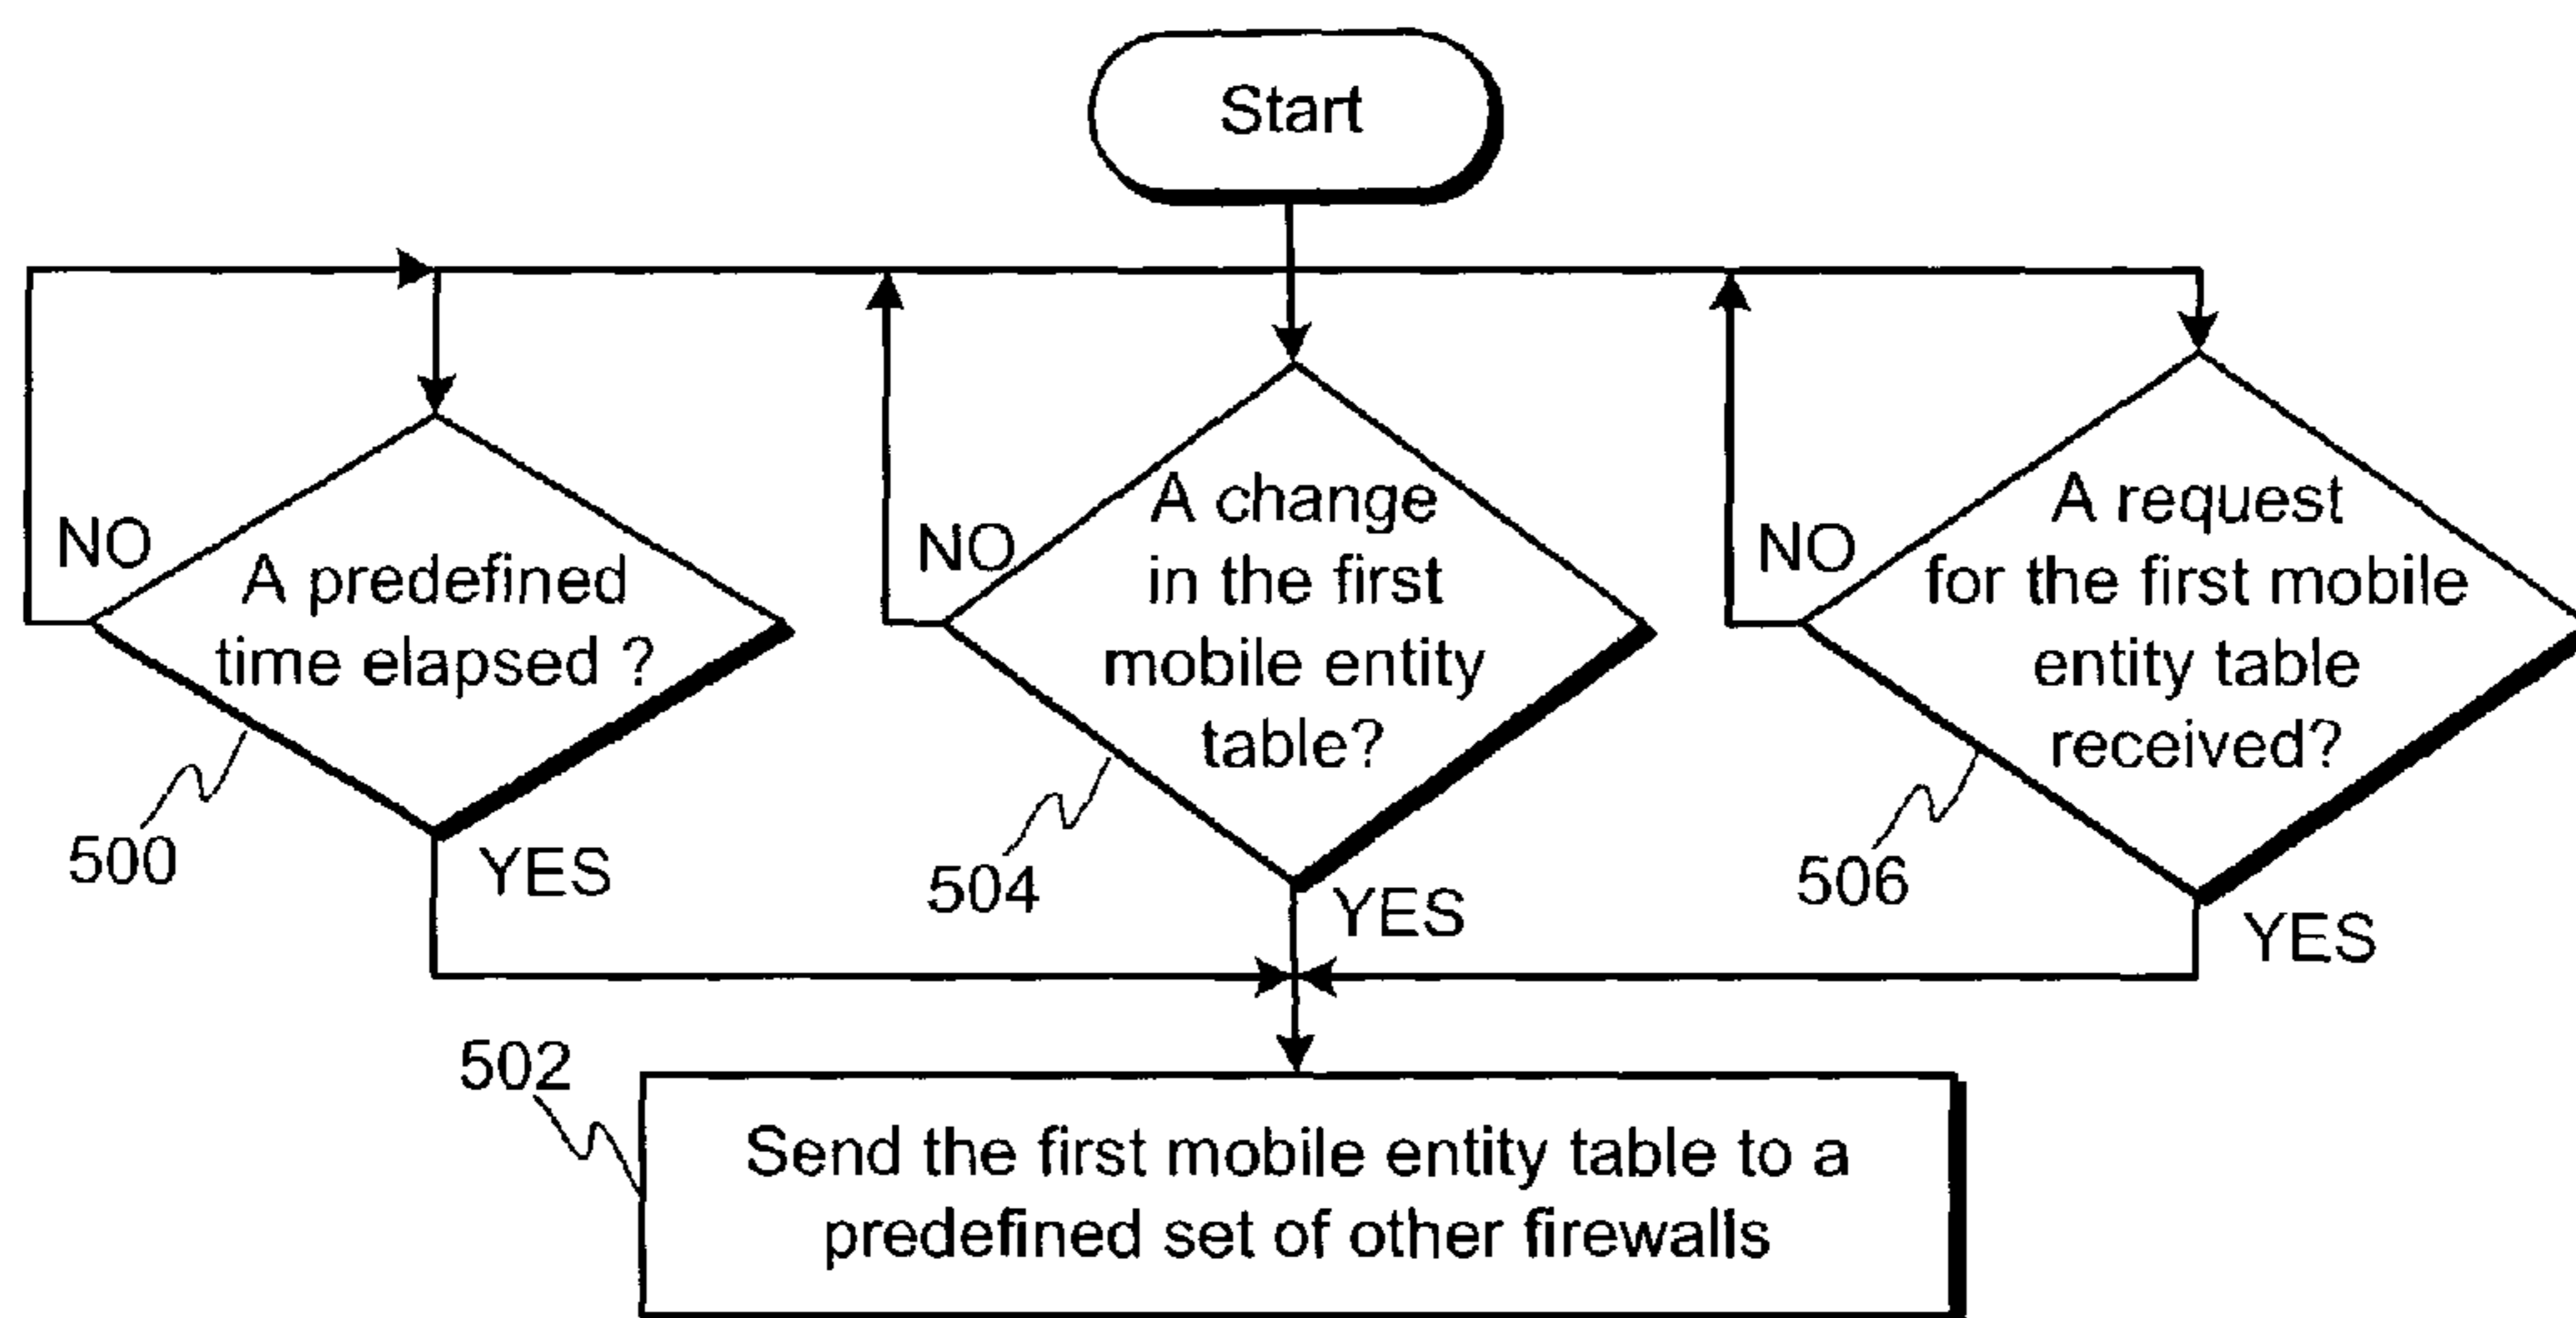 Start
NO
A predefined
time elapsed ?
500
YES
NO
A change
in the first
mobile entity
table?
504
YES
NO
A request
for the first mobile
entity table
received?
506
YES
502
Send the first mobile entity table to a
predefined set of other firewalls